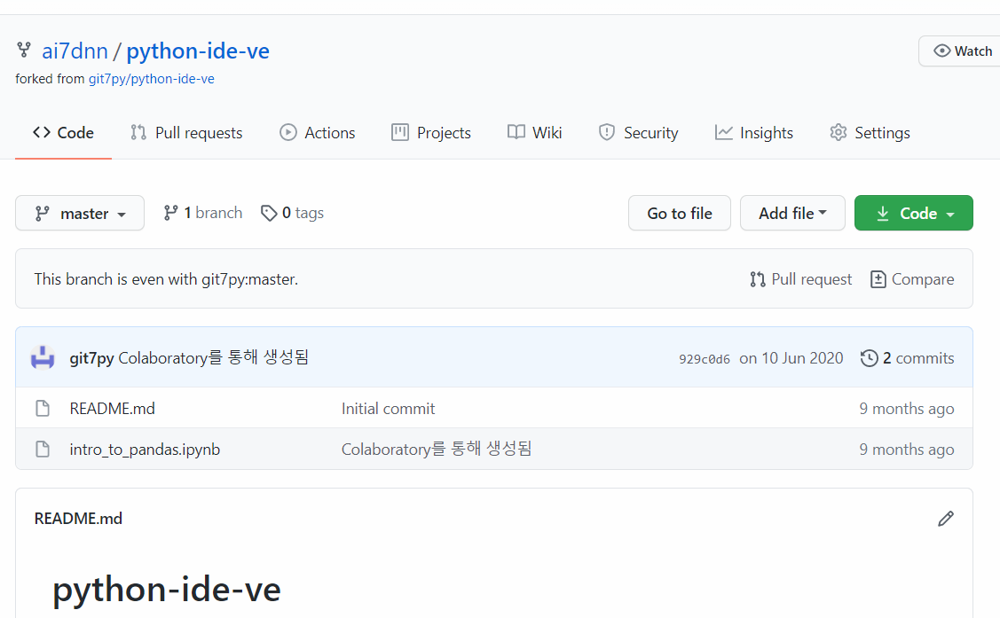 ai7dnn / python-ide-ve
Watch
forked from git7py/python-ide-ve
Code Pull requests Actions Projects Wiki Security Insights Settings
master 1 branch 0 tags Go to file Add file Code
This branch is even with git7py:master. Pull request Compare
git7py Colaboratory를 통해 생성됨 929c0d6 on 10 Jun 2020 2 commits
README.md Initial commit 9 months ago
intro_to_pandas.ipynb Colaboratory를 통해 생성됨 9 months ago
README.md
python-ide-ve